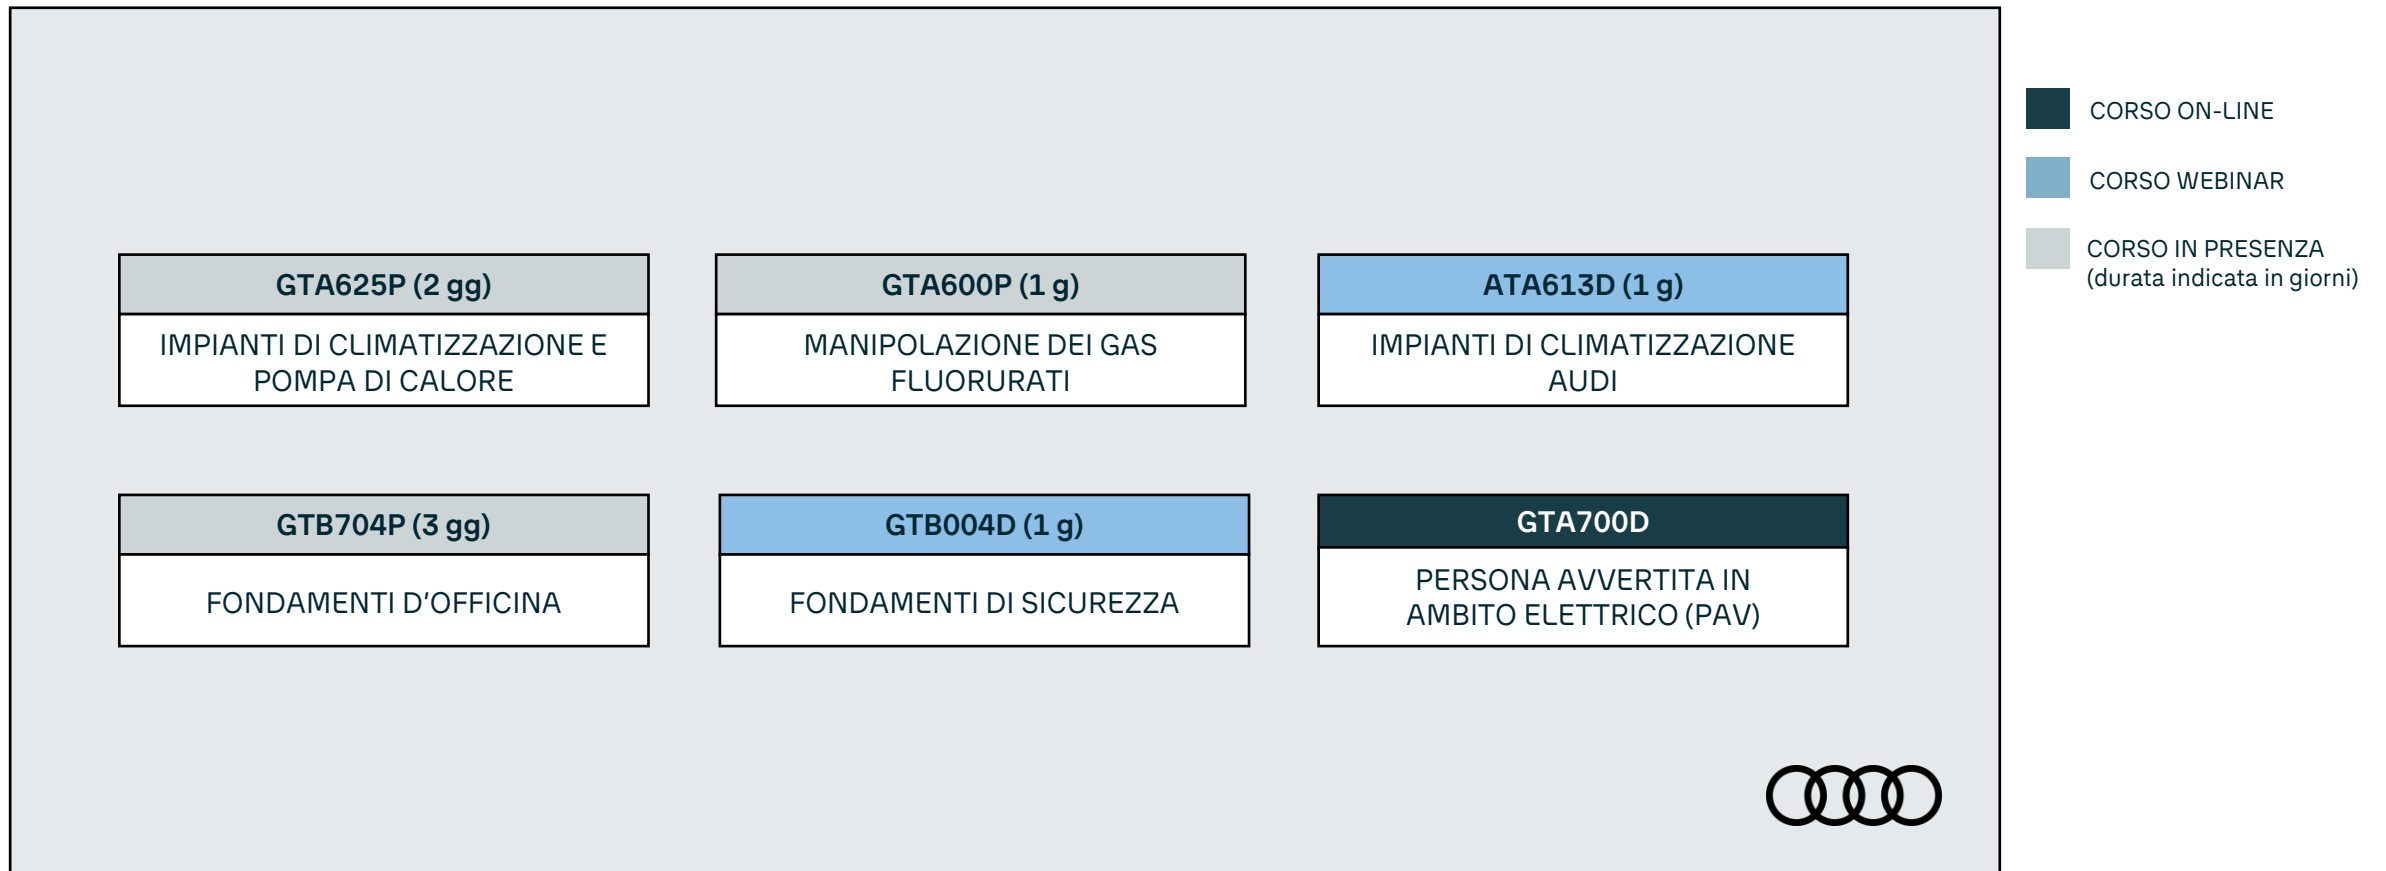 CORSO ON-LINE
CORSO WEBINAR
CORSO IN PRESENZA
(durata indicata in giorni)
GTA625P (2 gg)
IMPIANTI DI CLIMATIZZAZIONE E
POMPA DI CALORE
GTA600P (1 g)
MANIPOLAZIONE DEI GAS
FLUORURATI
ATA613D (1 g)
IMPIANTI DI CLIMATIZZAZIONE
AUDI
GTB704P (3 gg)
FONDAMENTI D’OFFICINA
GTB004D (1 g)
FONDAMENTI DI SICUREZZA
GTA700D
PERSONA AVVERTITA IN
AMBITO ELETTRICO (PAV)